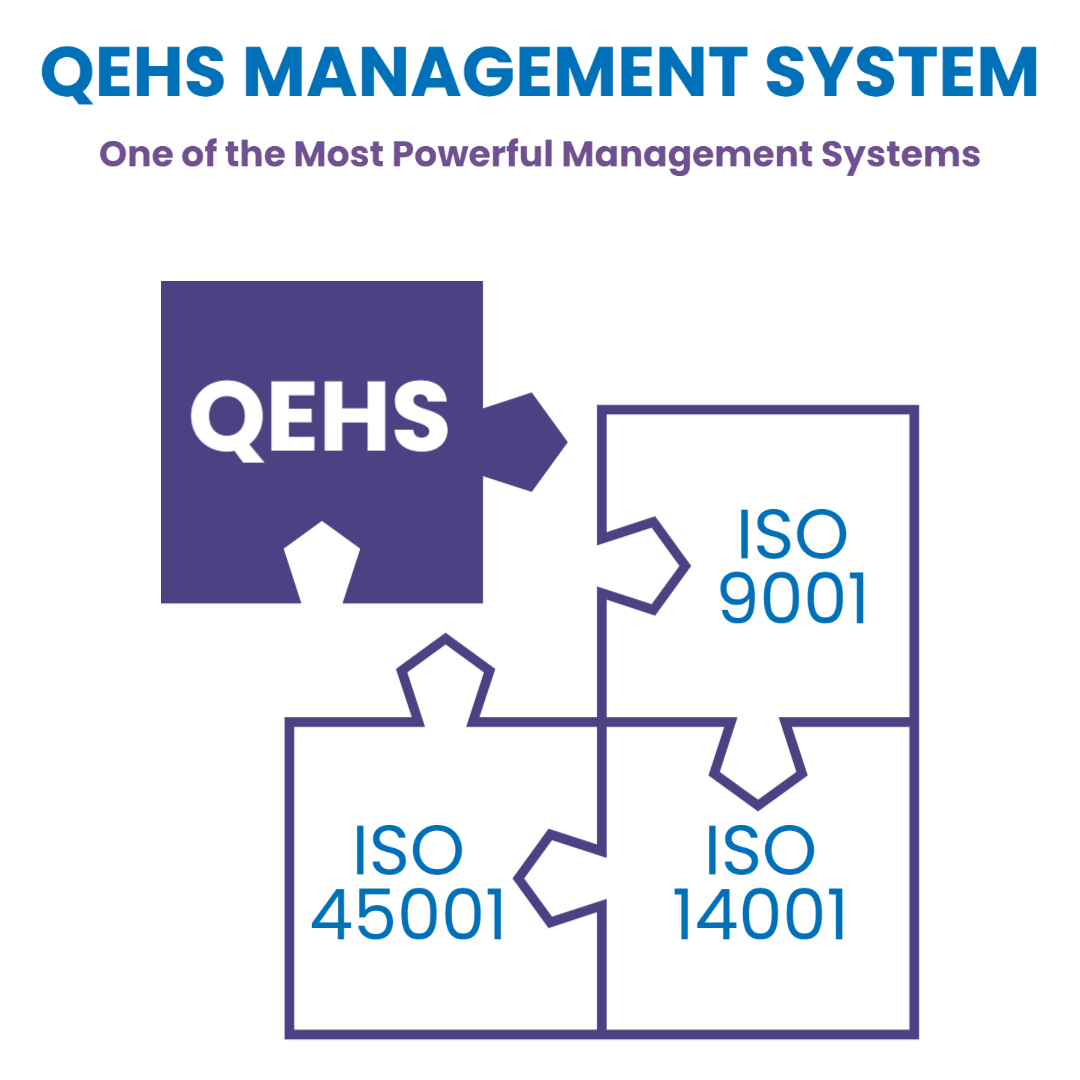 QEHS MANAGEMENT SYSTEM
One of the Most Powerful Management Systems
QEHS
ISO
9001
ISO
45001
ISO
14001